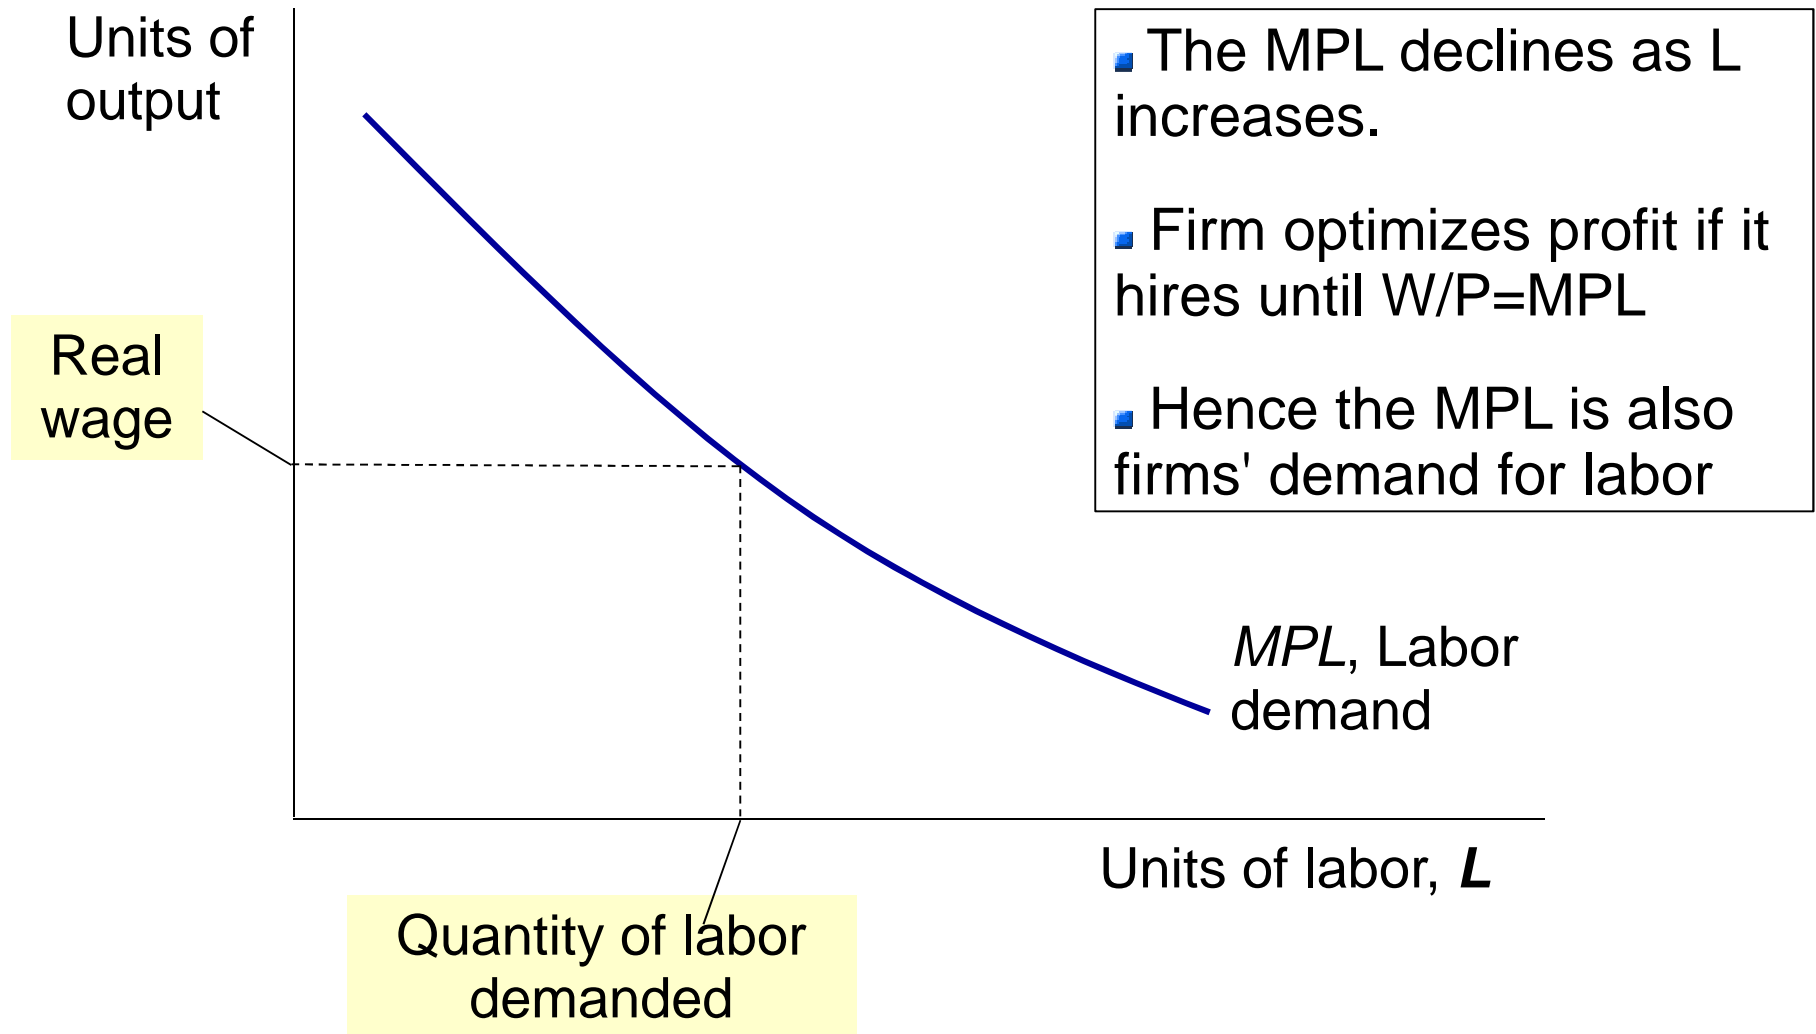 Units of
output
The MPL declines as L
increases.
Firm optimizes profit if it
hires until W/P=MPL
Hence the MPL is also
firms' demand for labor
Real
wage
MPL, Labor
demand
Units of labor, L
Quantity of labor
demanded